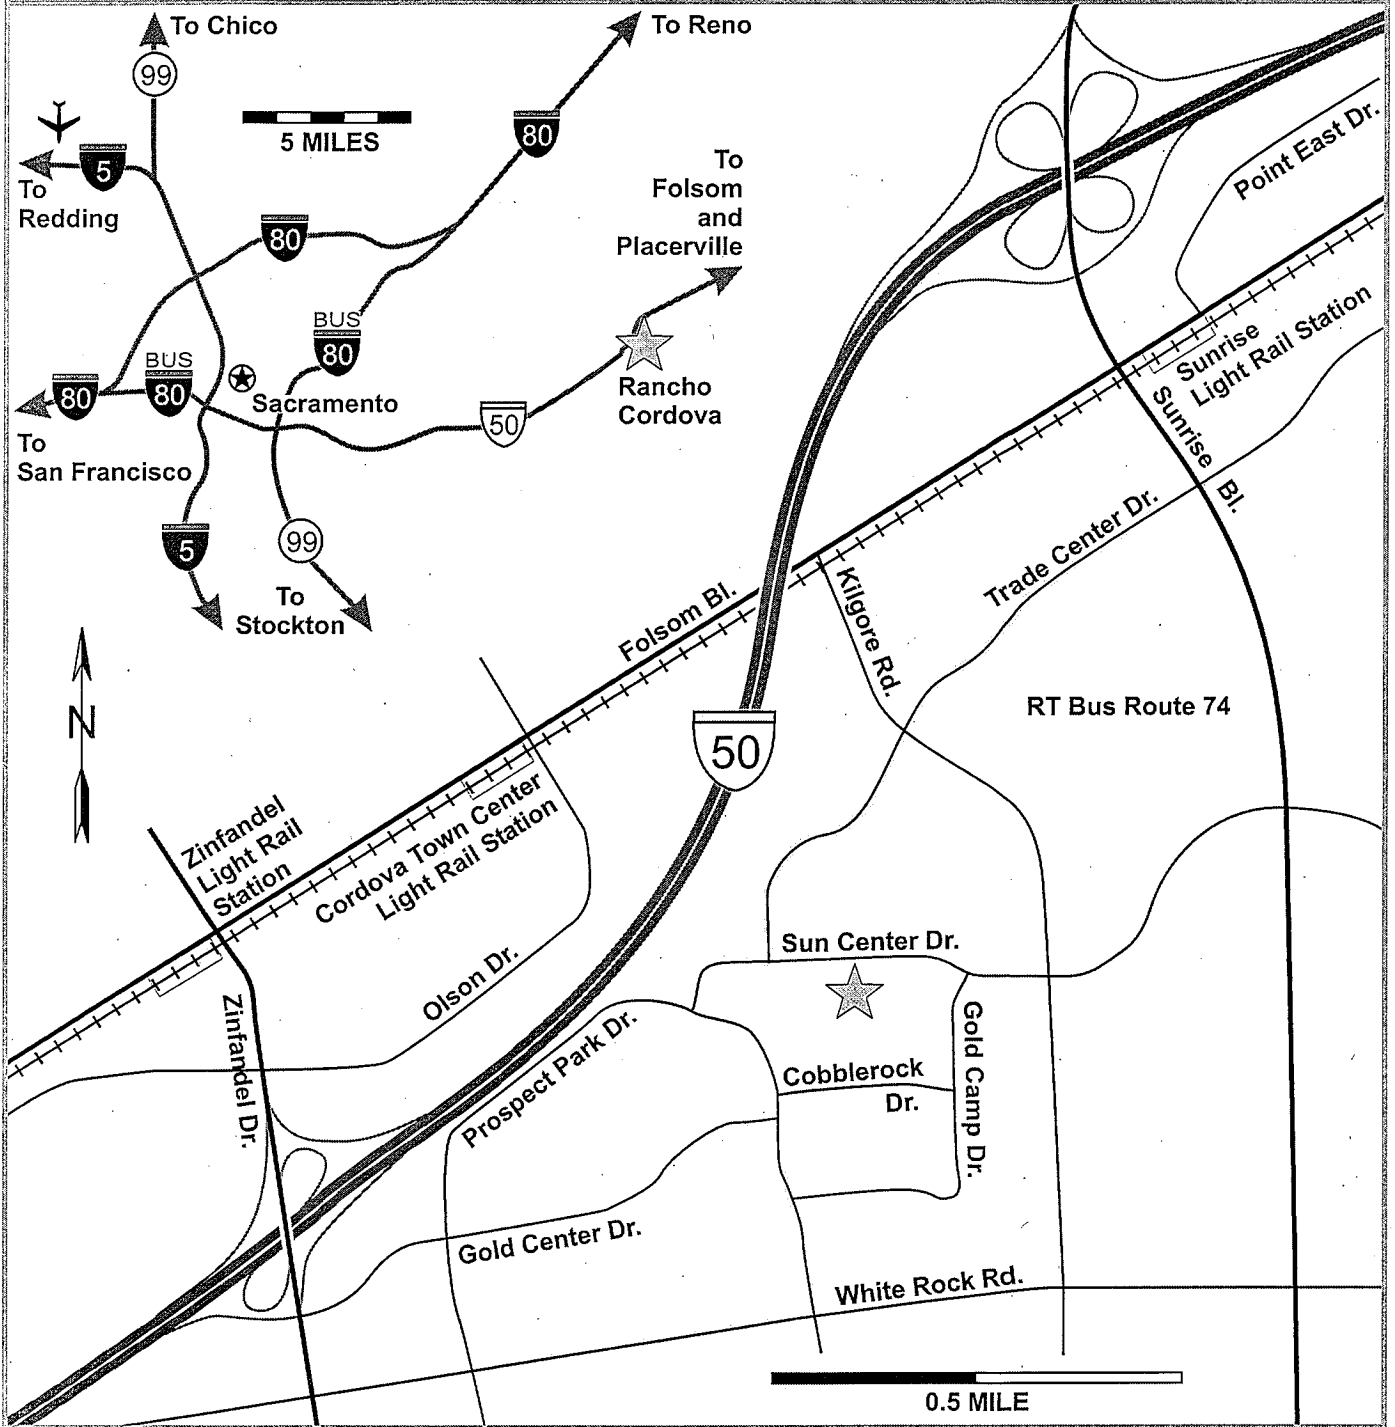 To Chico
99
To Reno
80
5 MILES
5
To
Redding
80
To
Folsom
and
Placerville
BUS
80
BUS
80
80
Sacramento
50
Rancho
Cordova
To
San Francisco
5
99
To
Stockton
N
Point East Dr.
Sunrise
Light Rail Station
Sunrise Bl.
Trade Center Dr.
Kilgore Rd.
Folsom Bl.
RT Bus Route 74
50
Zinfandel
Light Rail
Station
Cordova Town Center
Light Rail Station
Olson Dr.
Sun Center Dr.
Zinfandel Dr.
Prospect Park Dr.
Gold Camp Dr.
Cobblerock
Dr.
Gold Center Dr.
White Rock Rd.
0.5 MILE